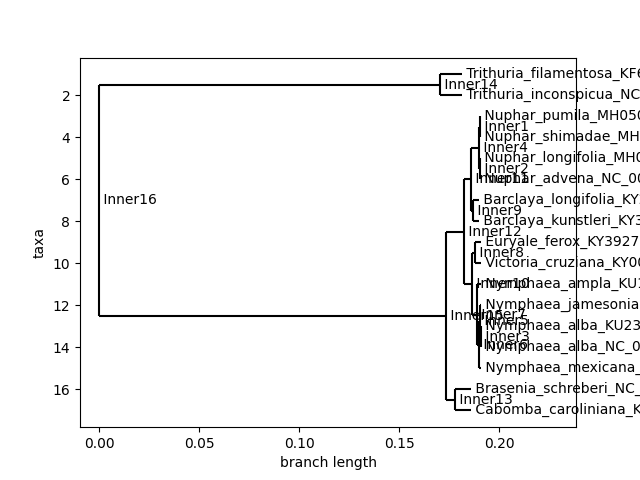 Trithuria_filamentosa_KF6
Inner14
Trithuria_inconspicua_NC
Nuphar_pumila_MH050
Inner1
Nuphar_shimadae_MH
Inner4
Nuphar_longifolia_MH0
Inner2
Inner11
Nuphar_advena_NC_00
Barclaya_longifolia_KY
Inner9
Barclaya_kunstleri_KY3
Inner12
Euryale_ferox_KY3927
Inner8
Victoria_cruziana_KY00
Inner10
Nymphaea_ampla_KU1
Nymphaea_jamesonia
Inner7
Inner5
Inner15
Nymphaea_alba_KU23
Inner3
Inner6
Nymphaea_alba_NC_0
Nymphaea_mexicana_
Brasenia_schreberi_NC_
Inner13
Cabomba_caroliniana_K
Inner16
taxa
2
4
6
8
10
12
14
16
0.00 0.05 0.10 0.15 0.20
branch length